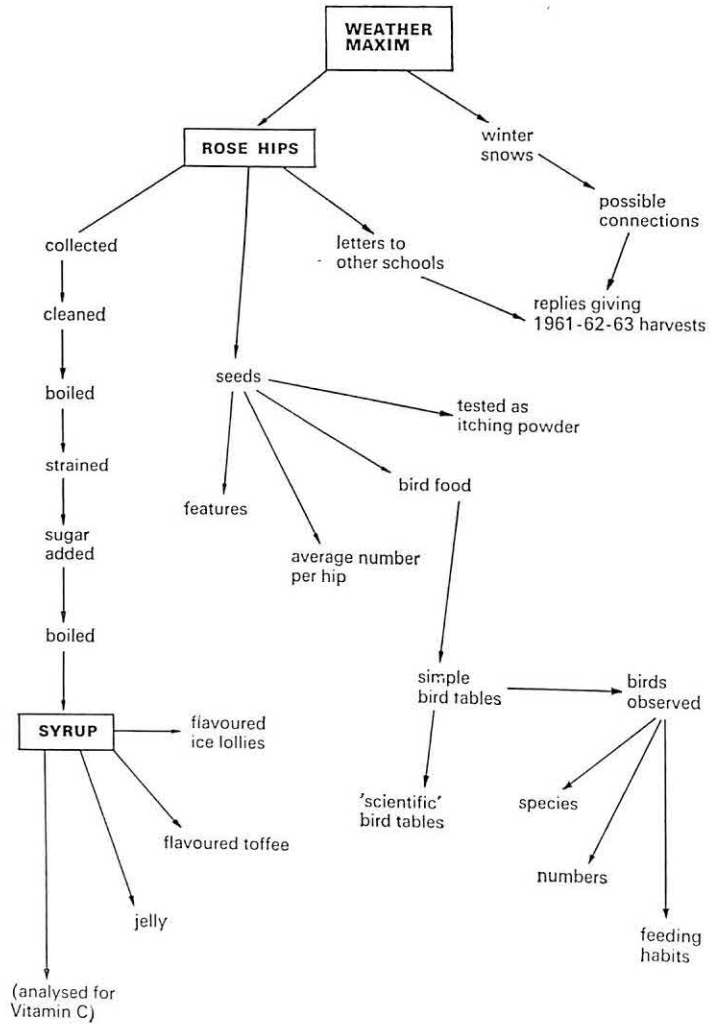 WEATHER
MAXIM
ROSE HIPS
winter
snows
possible
connections
collected
letters to
other schools
replies giving
1961-62-63 harvests
cleaned
seeds
boiled
tested as
itching powder
strained
bird food
features
sugar
added
average number
per hip
boiled
simple
bird tables
birds
observed
SYRUP
flavoured
ice lollies
'scientific'
bird tables
species
flavoured toffee
numbers
jelly
feeding
habits
(analysed for
Vitamin C)